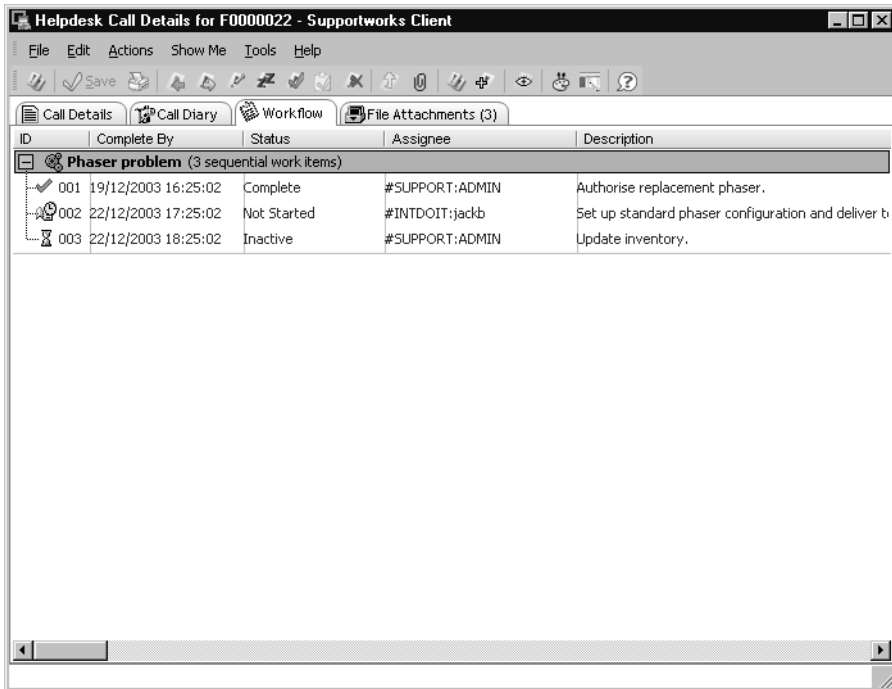 Helpdesk Call Details for F0000022 - Supportworks Client
File Edit Actions Show Me Tools Help
Save
Call Details Call Diary Workflow File Attachments (3)
ID Complete By Status Assignee Description
Phaser problem (3 sequential work items)
001 19/12/2003 16:25:02 Complete #SUPPORT:ADMIN Authorise replacement phaser.
002 22/12/2003 17:25:02 Not Started #INTDOIT:jackb Set up standard phaser configuration and deliver t
003 22/12/2003 18:25:02 Inactive #SUPPORT:ADMIN Update inventory.